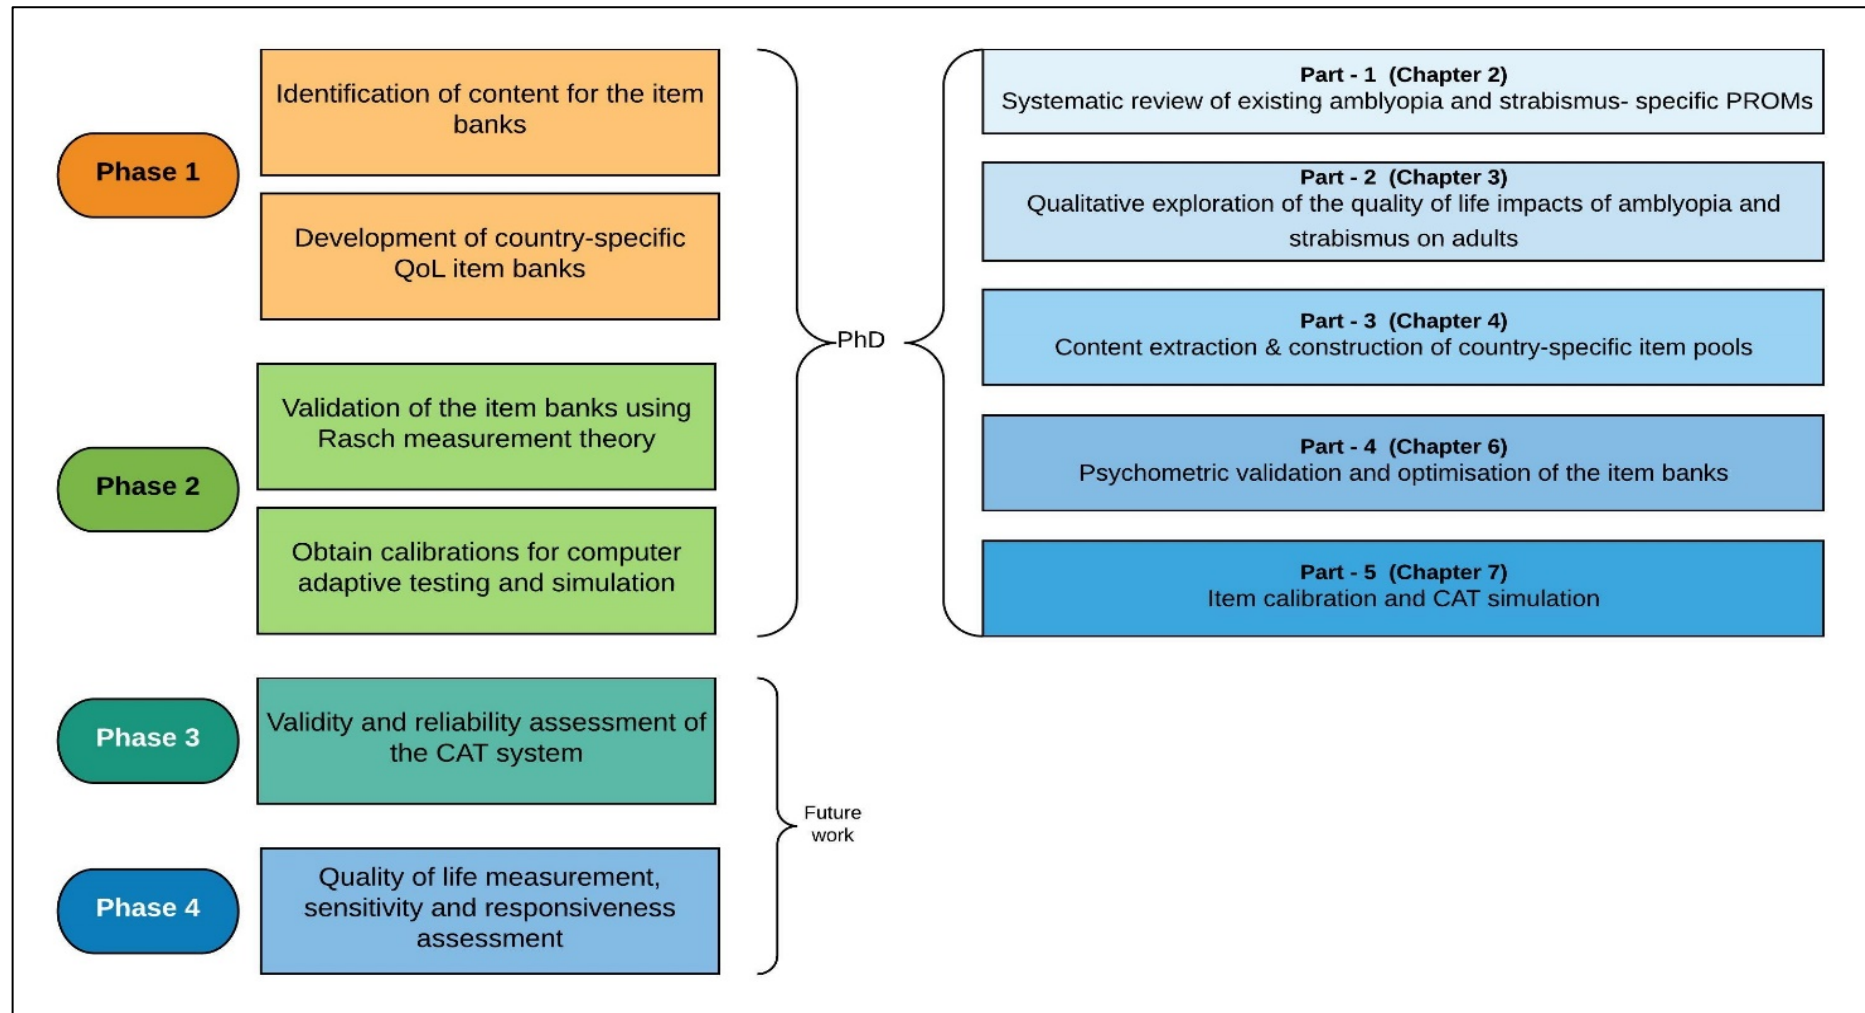 Phase 1
Identification of content for the item
banks
Development of country-specific
QoL item banks
Phase 2
Validation of the item banks using
Rasch measurement theory
Obtain calibrations for computer
adaptive testing and simulation
PhD
Phase 3
Validity and reliability assessment of
the CAT system
Phase 4
Quality of life measurement,
sensitivity and responsiveness
assessment
Future
work
Part - 1 (Chapter 2)
Systematic review of existing amblyopia and strabismus- specific PROMs
Part - 2 (Chapter 3)
Qualitative exploration of the quality of life impacts of amblyopia and
strabismus on adults
Part - 3 (Chapter 4)
Content extraction & construction of country-specific item pools
Part - 4 (Chapter 6)
Psychometric validation and optimisation of the item banks
Part - 5 (Chapter 7)
Item calibration and CAT simulation